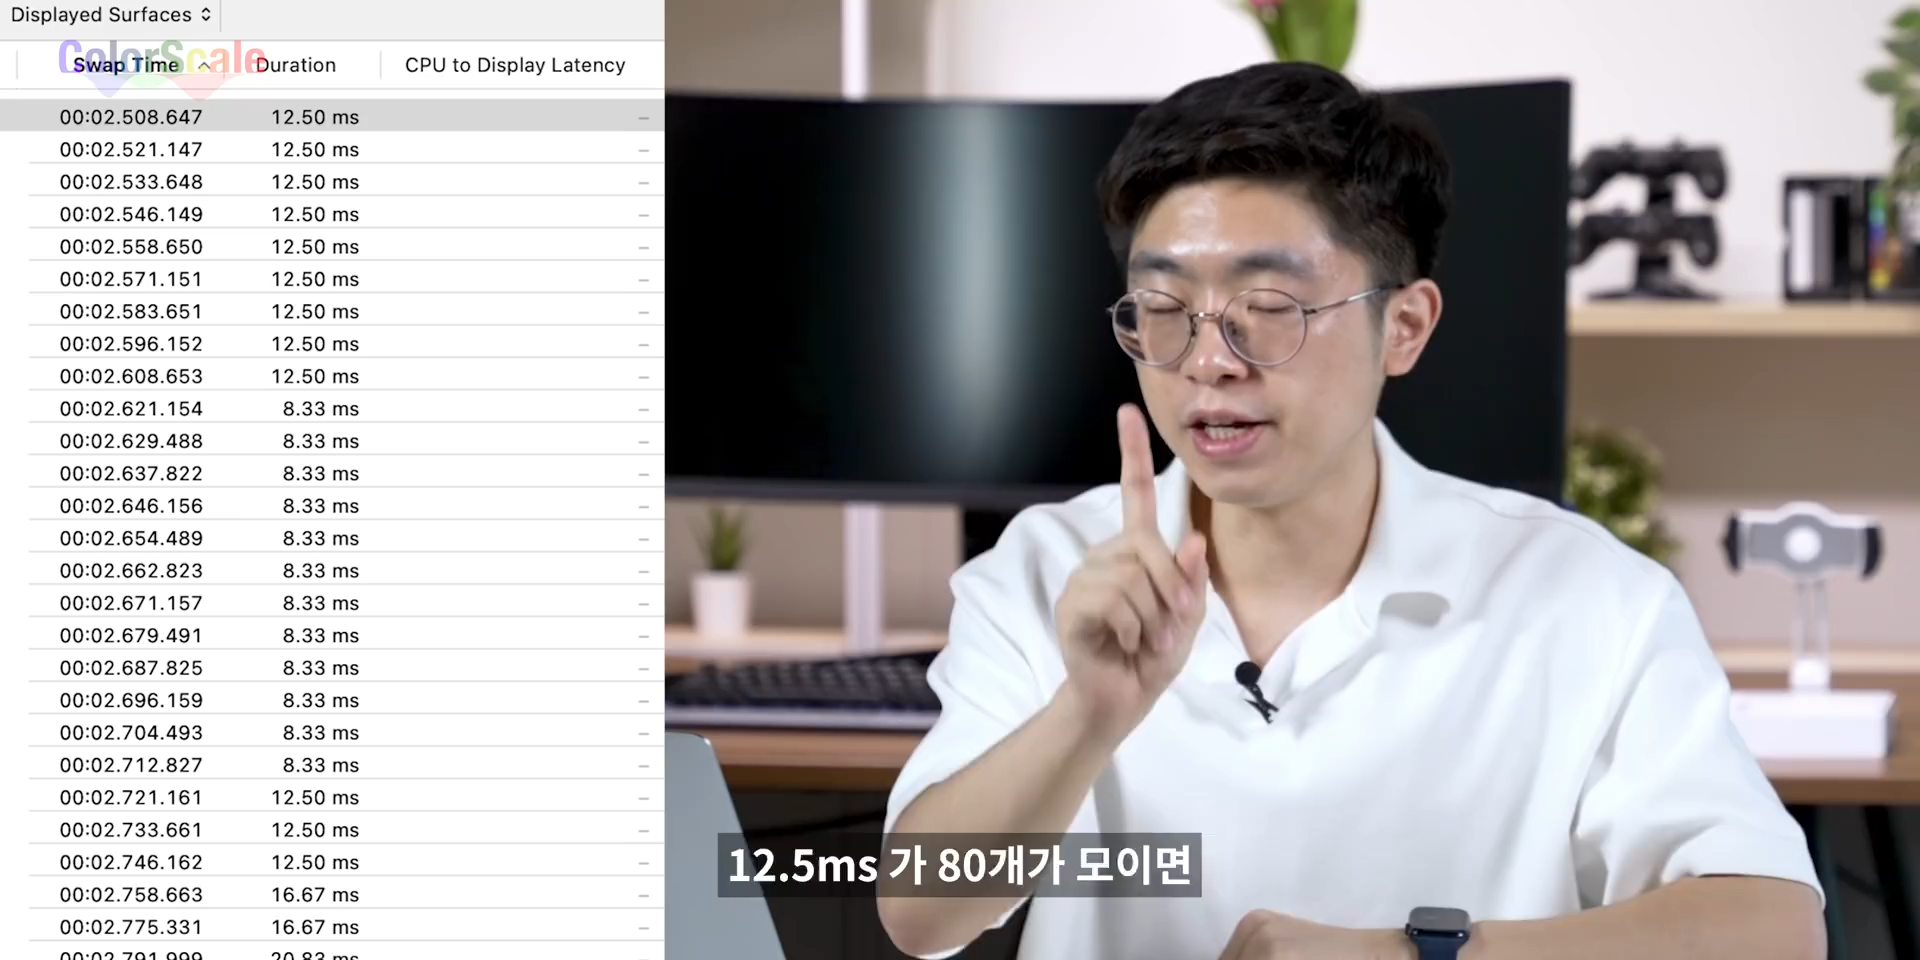 Displayed Surfaces
ColorScale
Swap Time Duration CPU to Display Latency
00:02.508.647 12.50 ms –
00:02.521.147 12.50 ms –
00:02.533.648 12.50 ms –
00:02.546.149 12.50 ms –
00:02.558.650 12.50 ms –
00:02.571.151 12.50 ms –
00:02.583.651 12.50 ms –
00:02.596.152 12.50 ms –
00:02.608.653 12.50 ms –
00:02.621.154 8.33 ms –
00:02.629.488 8.33 ms –
00:02.637.822 8.33 ms –
00:02.646.156 8.33 ms –
00:02.654.489 8.33 ms –
00:02.662.823 8.33 ms –
00:02.671.157 8.33 ms –
00:02.679.491 8.33 ms –
00:02.687.825 8.33 ms –
00:02.696.159 8.33 ms –
00:02.704.493 8.33 ms –
00:02.712.827 8.33 ms –
00:02.721.161 12.50 ms –
00:02.733.661 12.50 ms –
00:02.746.162 12.50 ms –
00:02.758.663 16.67 ms –
00:02.775.331 16.67 ms –
00:02.791.999 20.83 ms
12.5ms 가 80개가 모이면